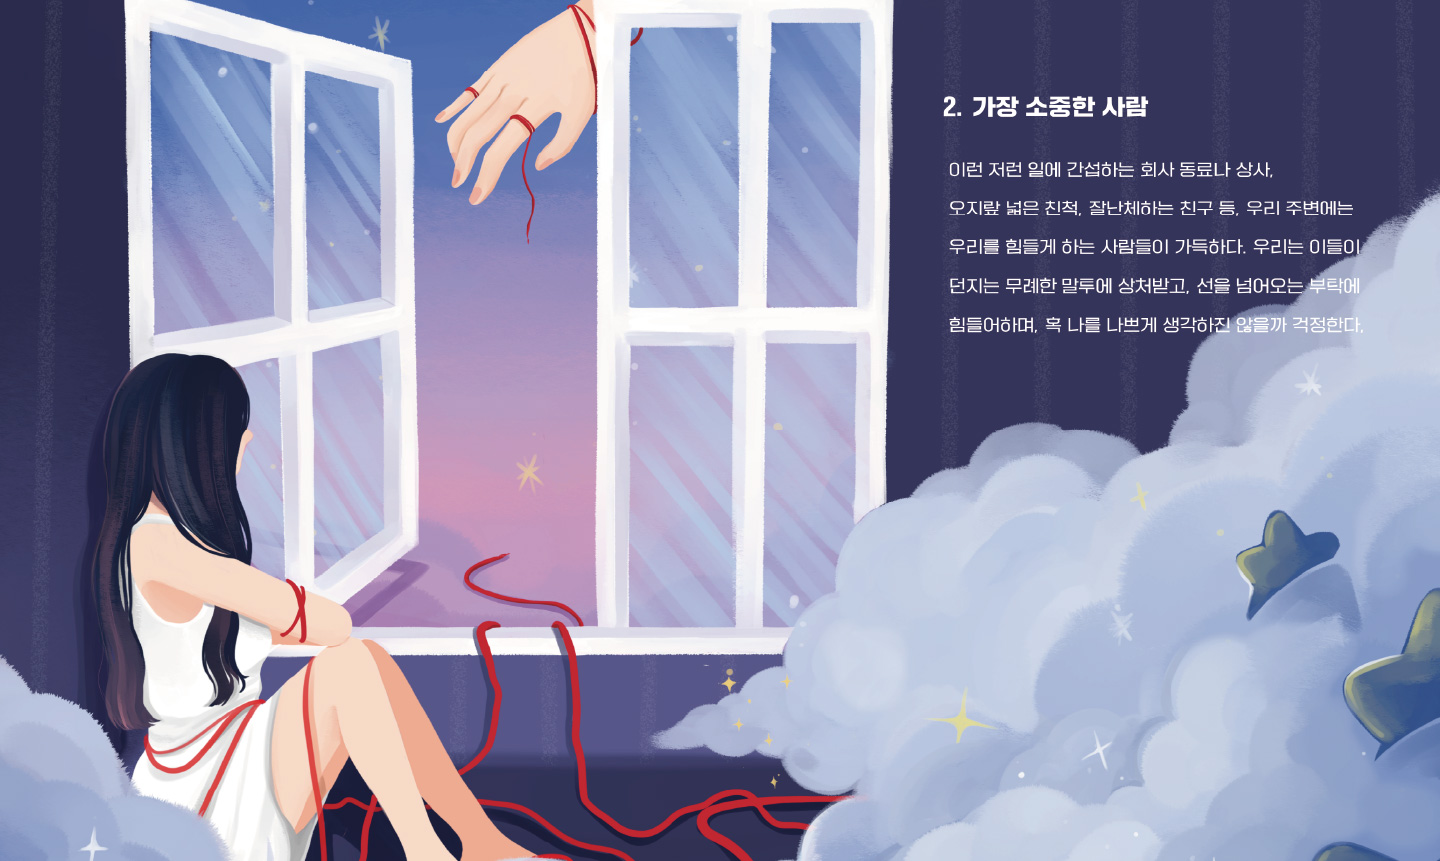 2. 가장 소중한 사람
이런 저런 일에 간섭하는 회사 동료나 상사,
오지랖 넓은 친척, 잘난체하는 친구 등, 우리 주변에는
우리를 힘들게 하는 사람들이 가득하다. 우리는 이들이
던지는 무례한 말투에 상처받고, 선을 넘어오는 부탁에
힘들어하며, 혹 나를 나쁘게 생각하진 않을까 걱정한다.